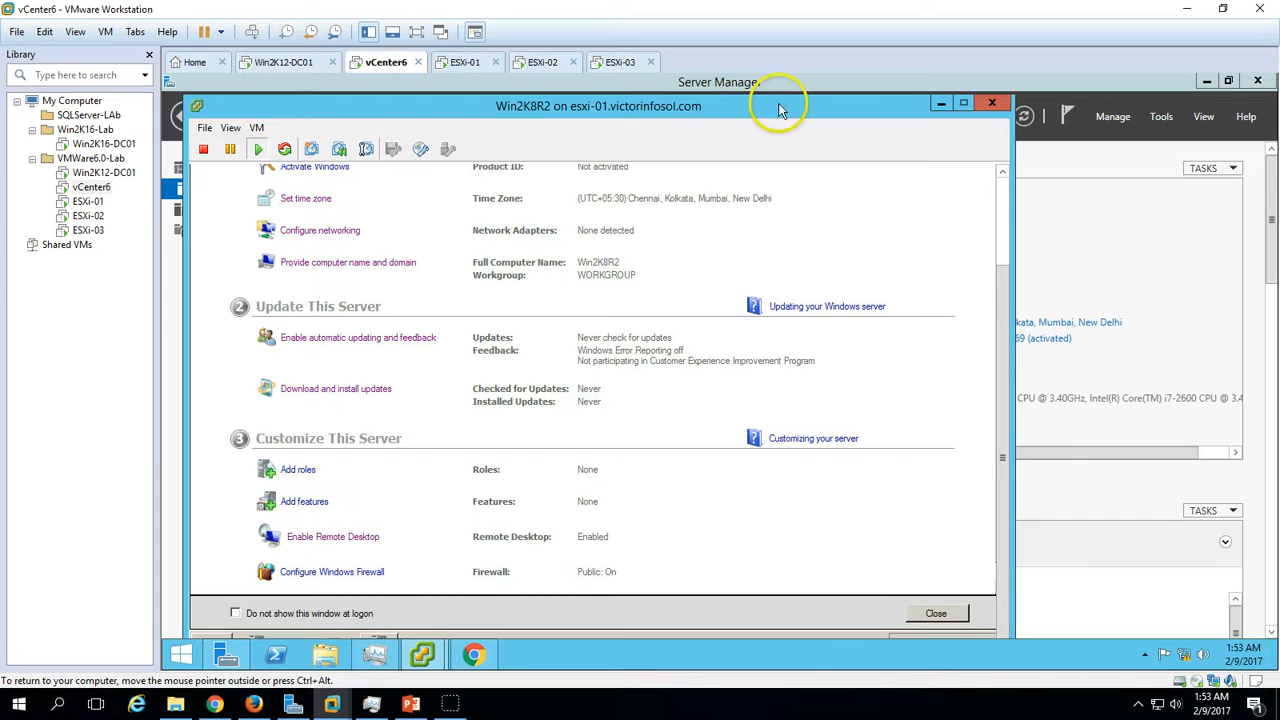 vCenter6 - VMware Workstation
File Edit View VM Tabs Help
Library
Type here to search
My Computer
SQLServer-LAb
Win2K16-Lab
Win2K16-DC01
VMWare6.0-Lab
Win2K12-DC01
vCenter6
ESXi-01
ESXi-02
ESXi-03
Shared VMs
Home Win2K12-DC01 vCenter6 ESXi-01 ESXi-02 ESXi-03
Server Manager
Manage Tools View Help
Win2K8R2 on esxi-01.victorinfosol.com
File View VM
Activate Windows Product ID: Not activated
Set time zone Time Zone: (UTC+05:30) Chennai, Kolkata, Mumbai, New Delhi
Configure networking Network Adapters: None detected
Provide computer name and domain Full Computer Name: Win2K8R2
Workgroup: WORKGROUP
2 Update This Server Updating your Windows server
Enable automatic updating and feedback Updates: Never check for updates
Feedback: Windows Error Reporting off
Not participating in Customer Experience Improvement Program
Download and install updates Checked for Updates: Never
Installed Updates: Never
3 Customize This Server Customizing your server
Add roles Roles: None
Add features Features: None
Enable Remote Desktop Remote Desktop: Enabled
Configure Windows Firewall Firewall: Public: On
Do not show this window at logon Close
TASKS
kata, Mumbai, New Delhi
69 (activated)
CPU @ 3.40GHz, Intel(R) Core(TM) i7-2600 CPU @ 3.4
TASKS
1:53 AM
2/9/2017
To return to your computer, move the mouse pointer outside or press Ctrl+Alt.
1:53 AM
2/9/2017